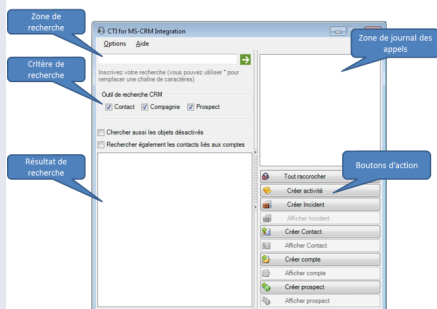 Zone de
recherche
CTI for MS-CRM Integration
Options Aide
Zone de journal des
appels
Critère de
recherche
Inscrivez votre recherche (vous pouvez utiliser * pour
remplacer une chaîne de caractères)
Outil de recherche CRM
Contact Compagnie Prospect
Chercher aussi les objets désactivés
Rechercher également les contacts liés aux comptes
Résultat de
recherche
Boutons d'action
Tout raccrocher
Créer activité
Créer Incident
Afficher Incident
Créer Contact
Afficher Contact
Créer compte
Afficher compte
Créer prospect
Afficher prospect